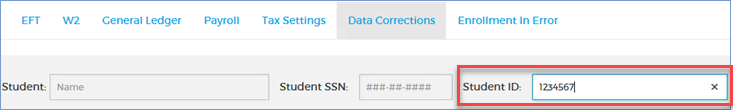 EFT W2 General Ledger Payroll Tax Settings Data Corrections Enrollment In Error
Student: Name Student SSN: ###-##-#### Student ID: 1234567 ×